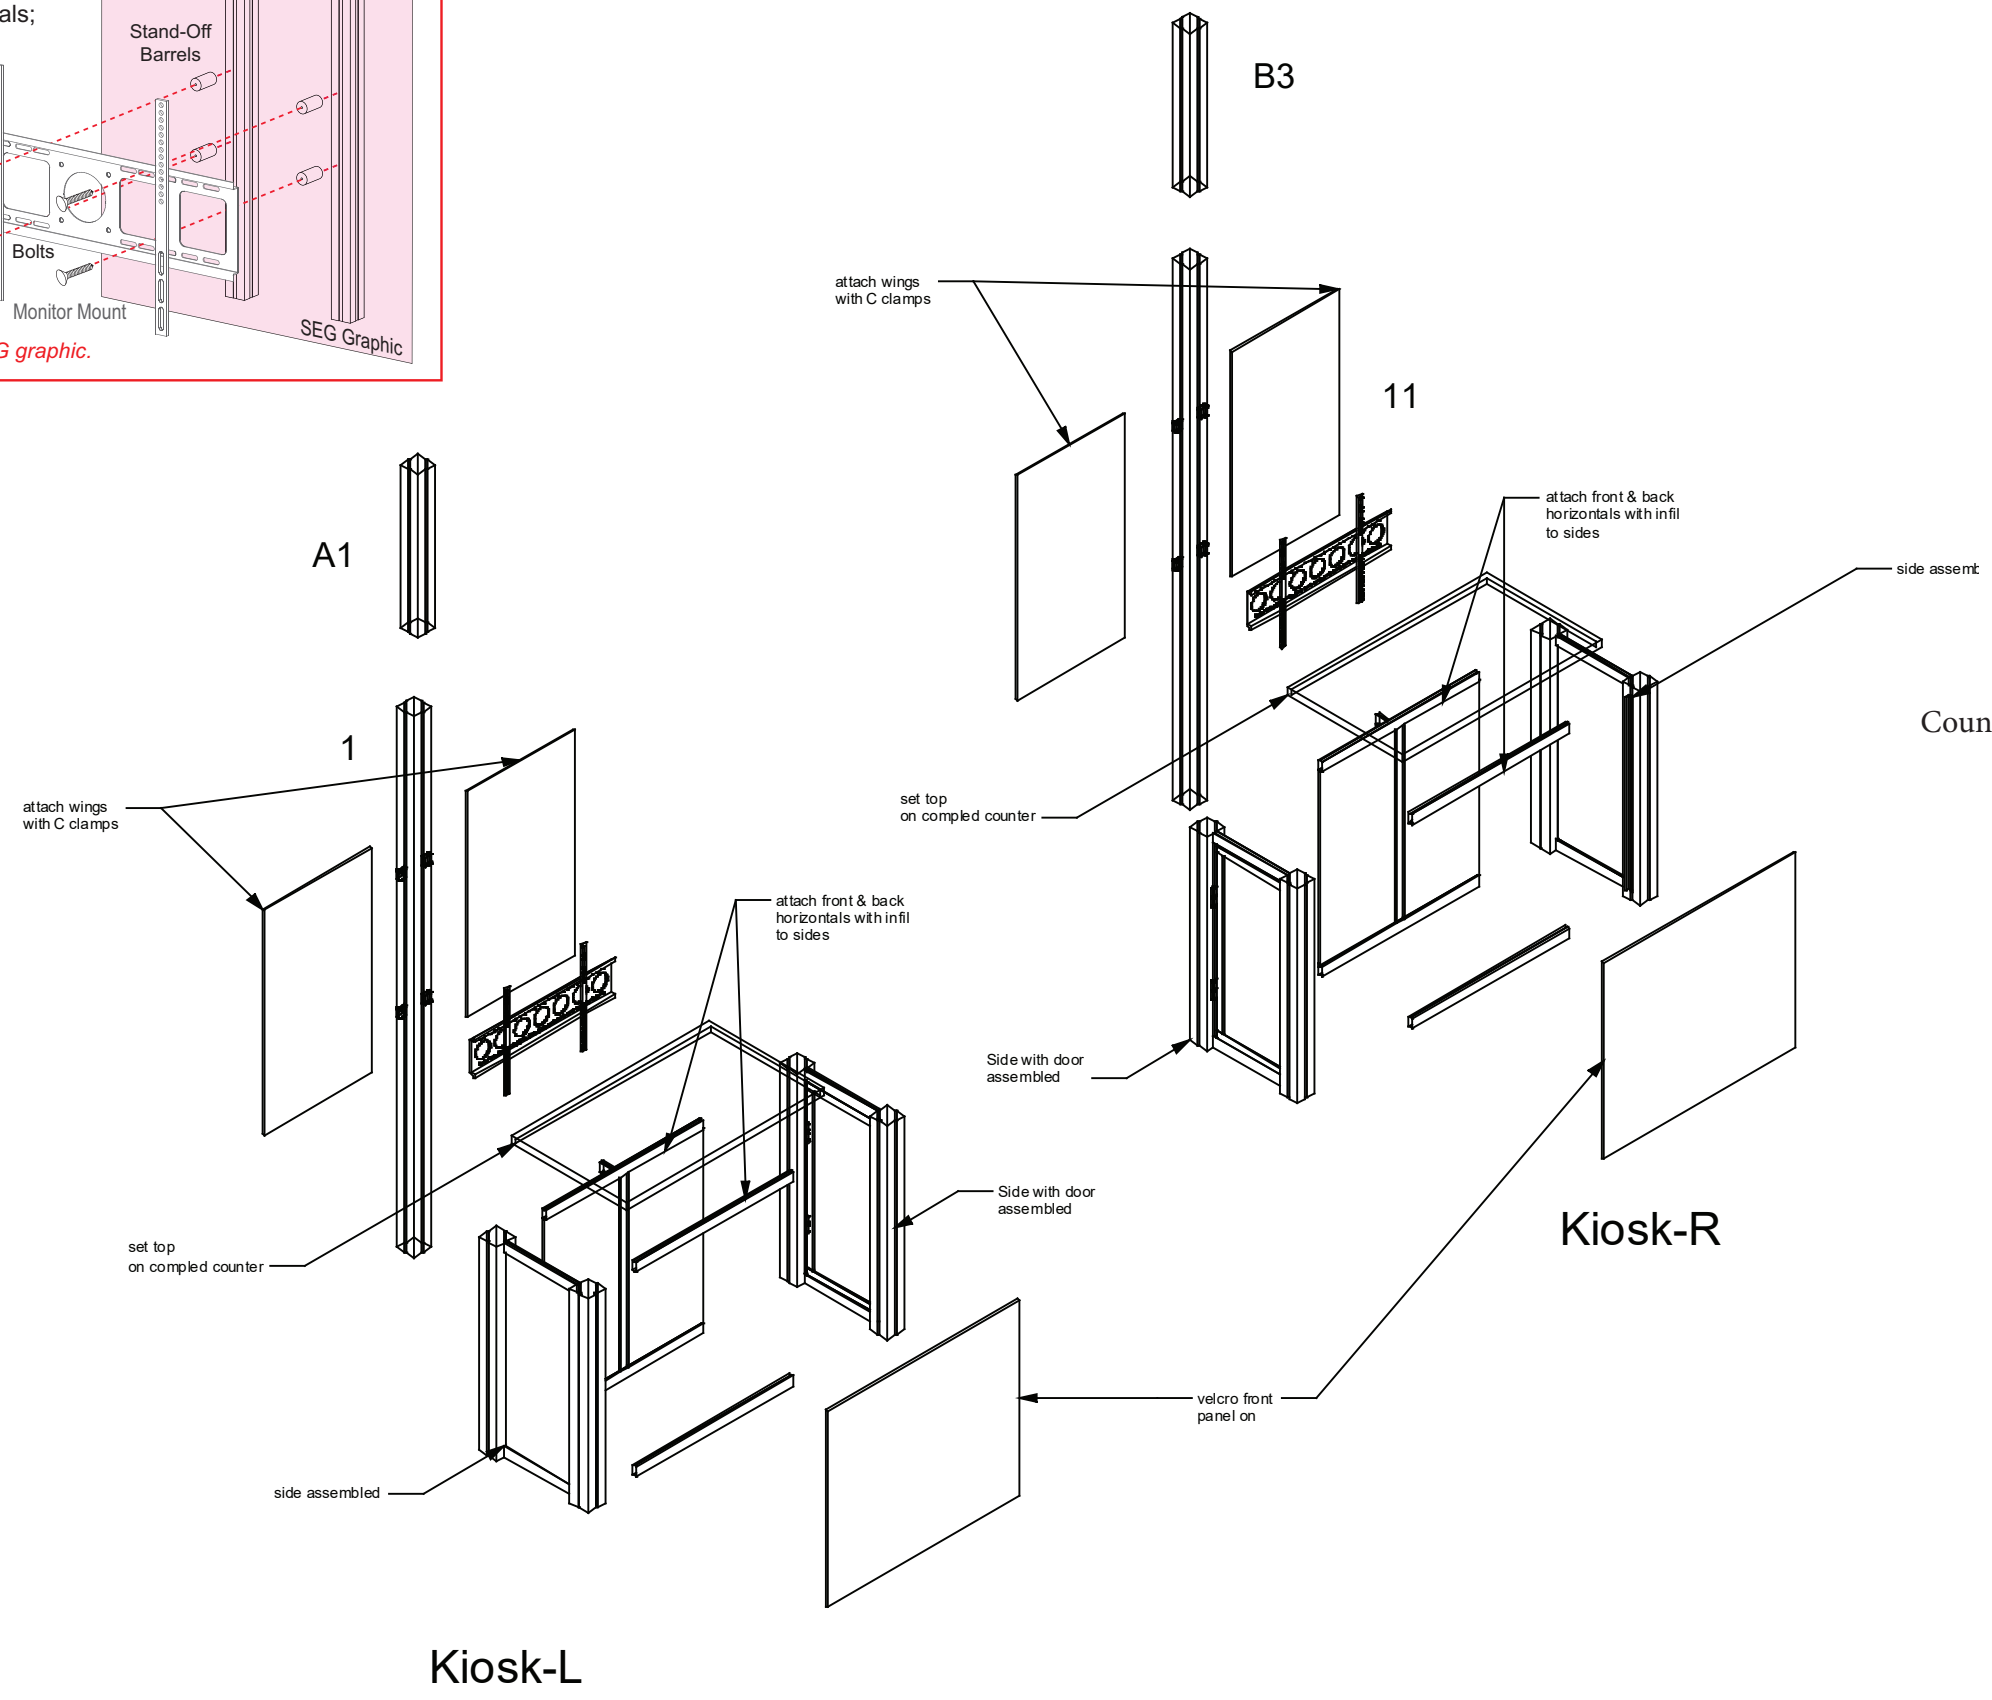 als;
Stand-Off
Barrels
Bolts
Monitor Mount
SEG Graphic
G graphic.
B3
attach wings
with C clamps
11
attach front & back
horizontals with infil
to sides
side assemb
Coun
set top
on compled counter
Side with door
assembled
Kiosk-R
A1
1
attach wings
with C clamps
attach front & back
horizontals with infil
to sides
Side with door
assembled
set top
on compled counter
velcro front
panel on
side assembled
Kiosk-L